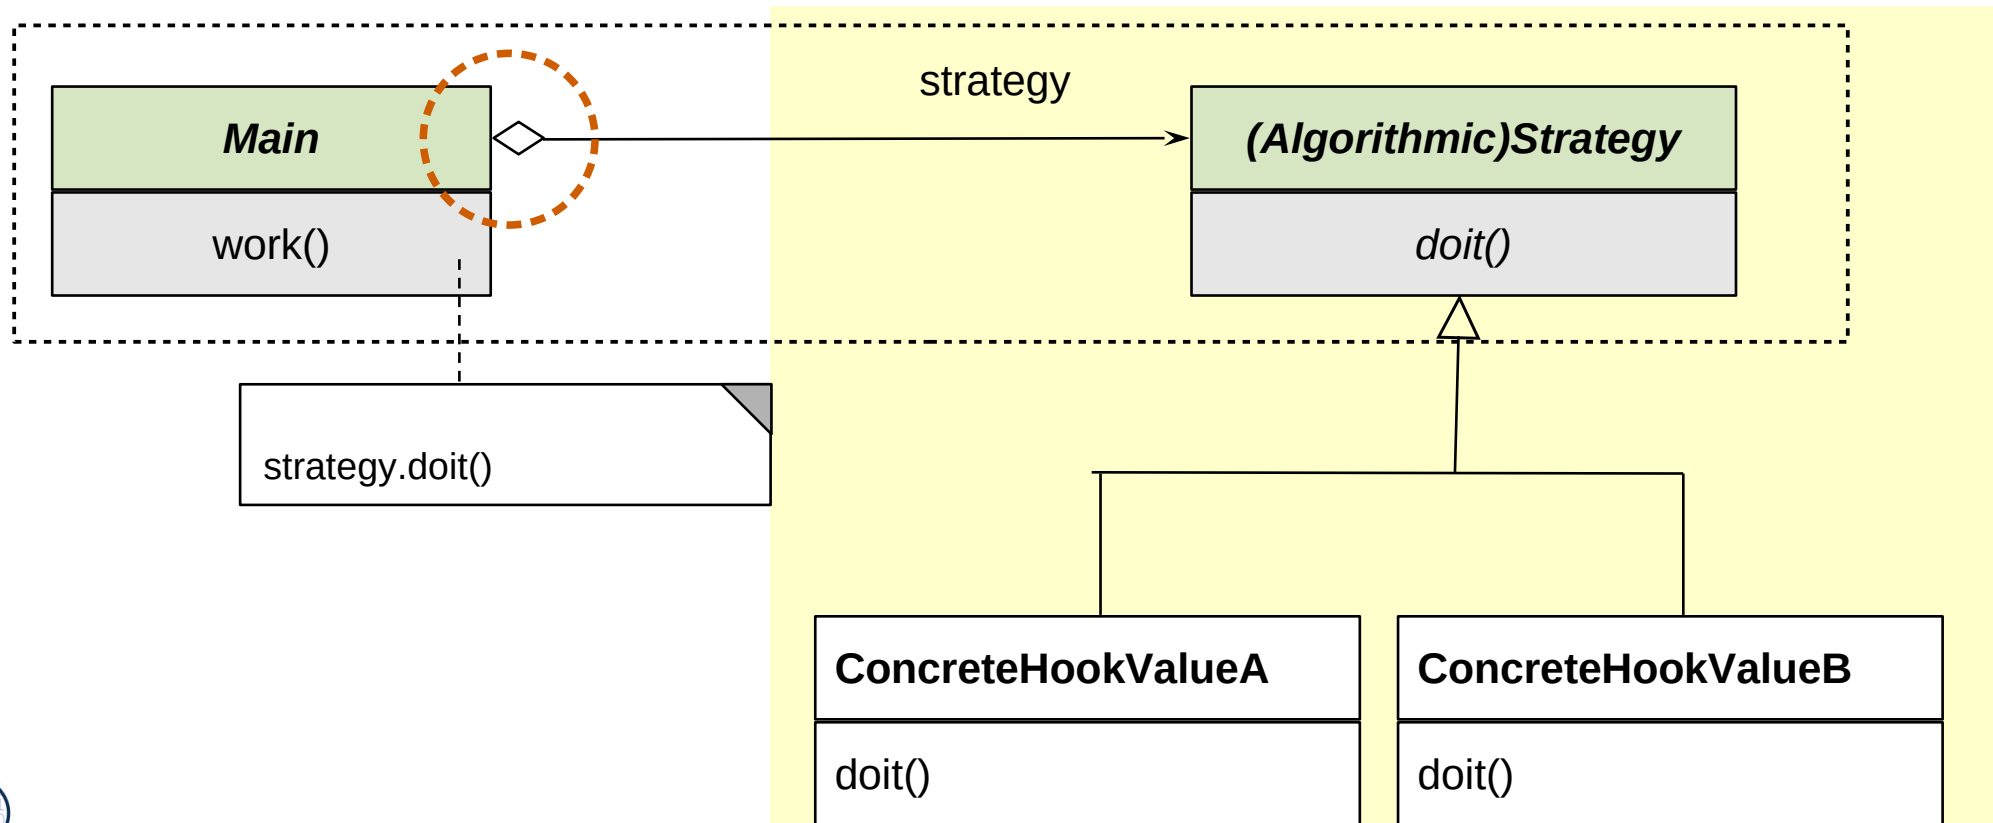 strategy
Main
(Algorithmic)Strategy
work()
doit()
strategy.doit()
ConcreteHookValueA
ConcreteHookValueB
doit()
doit()